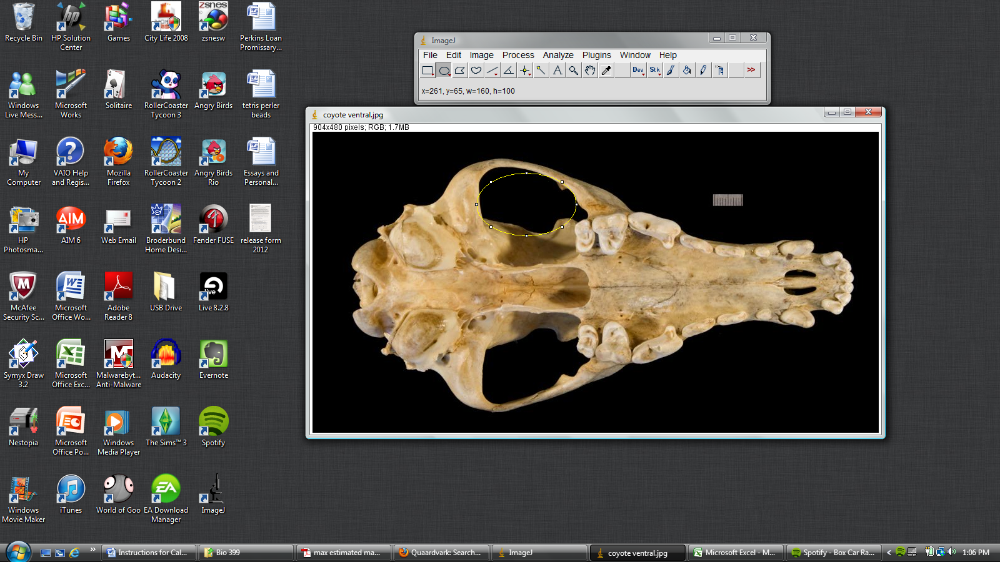 Recycle Bin
HP Solution
Center
Games
City Life 2008
zsnes
zsnesw
Perkins Loan
Promissary...
Windows
Live Mess...
Microsoft
Works
Solitaire
RollerCoaster
Tycoon 3
Angry Birds
tetris perler
beads
My
Computer
VAIO Help
and Regis...
Mozilla
Firefox
RollerCoaster
Tycoon 2
Angry Birds
Rio
Essays and
Personal...
HP
Photosma...
AIM
AIM 6
Web Email
Broderbund
Home Desi...
Fender FUSE
release form
2012
McAfee
Security Sc...
Microsoft
Office Wo...
Adobe
Reader 8
USB Drive
live
Live 8.2.8
Symyx Draw
3.2
Microsoft
Office Exc...
Malwarebyt...
Anti-Malware
Audacity
Evernote
Nestopia
Microsoft
Office Po...
Windows
Media Player
The Sims™ 3
Spotify
Windows
Movie Maker
iTunes
World of Goo
EA
EA Download
Manager
ImageJ
ImageJ
File Edit Image Process Analyze Plugins Window Help
A Dev Stk >>
x=261, y=65, w=160, h=100
coyote ventral.jpg
904x480 pixels; RGB; 1.7MB
Instructions for Cal...
Bio 399
max estimated ma...
Quaardvark: Search...
ImageJ
coyote ventral.jpg
Microsoft Excel - M...
Spotify - Box Car Ra...
1:06 PM